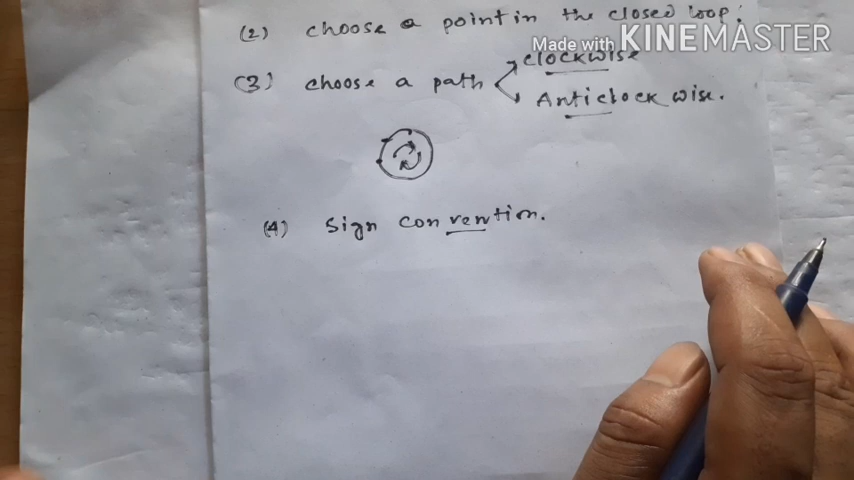 (2) choose a point in the closed loop.
Made with KINEMASTER
(3) choose a path clockwise
Anticlock wise.
(4) Sign convention.